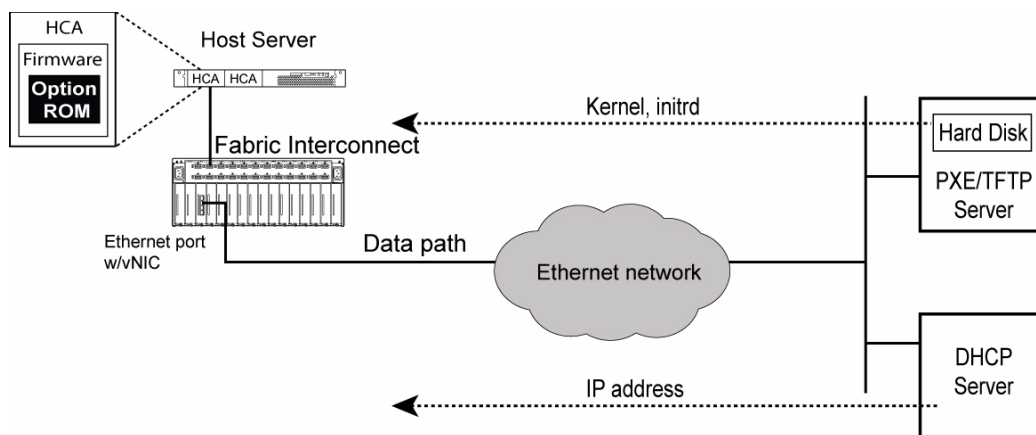 HCA
Firmware
Option
ROM
Host Server
HCA HCA
Fabric Interconnect
Ethernet port
w/vNIC
Data path
Ethernet network
Kernel, initrd
Hard Disk
PXE/TFTP
Server
DHCP
Server
IP address